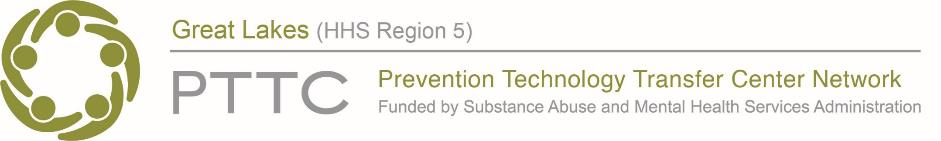 Great Lakes (HHS Region 5)
PTTC
Prevention Technology Transfer Center Network
Funded by Substance Abuse and Mental Health Services Administration